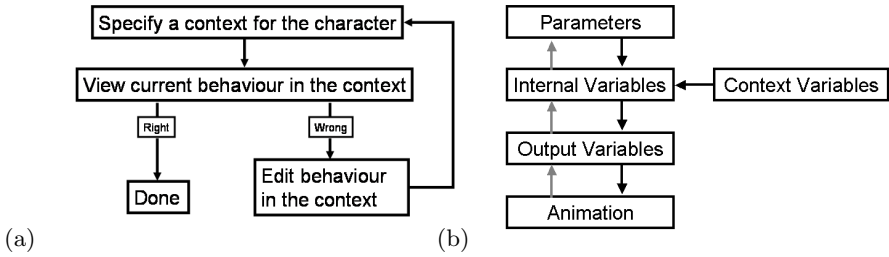 Specify a context for the character
View current behaviour in the context
Right
Wrong
Done
Edit behaviour
in the context
(a)
Parameters
Internal Variables
Context Variables
Output Variables
Animation
(b)